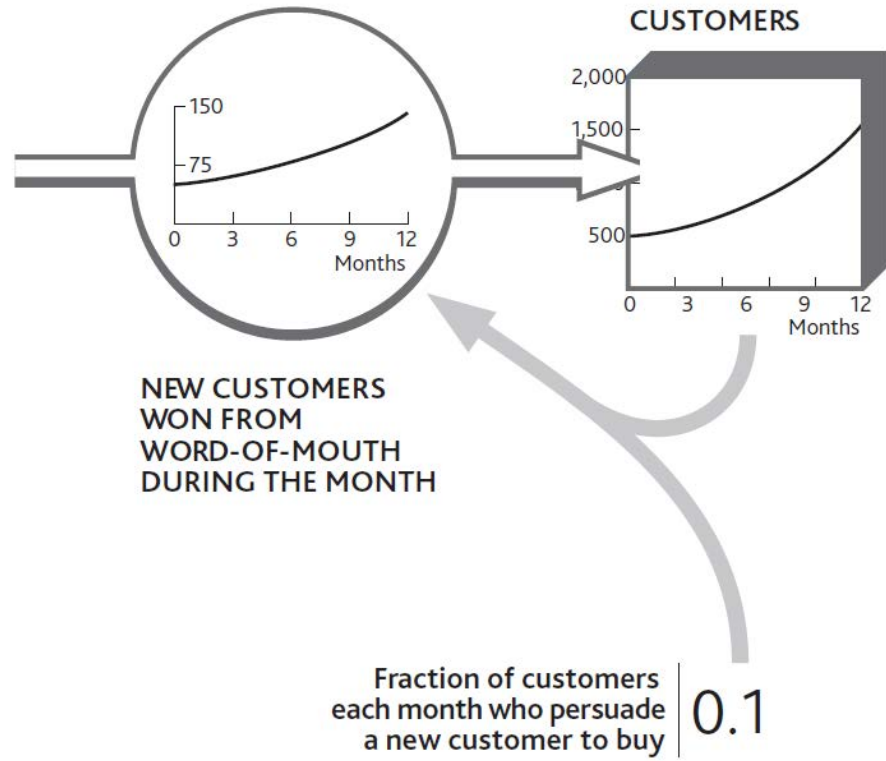 CUSTOMERS
2,000
1,500
500
0 3 6 9 12
Months
150
75
0 3 6 9 12
Months
NEW CUSTOMERS
WON FROM
WORD-OF-MOUTH
DURING THE MONTH
Fraction of customers
each month who persuade
a new customer to buy
0.1